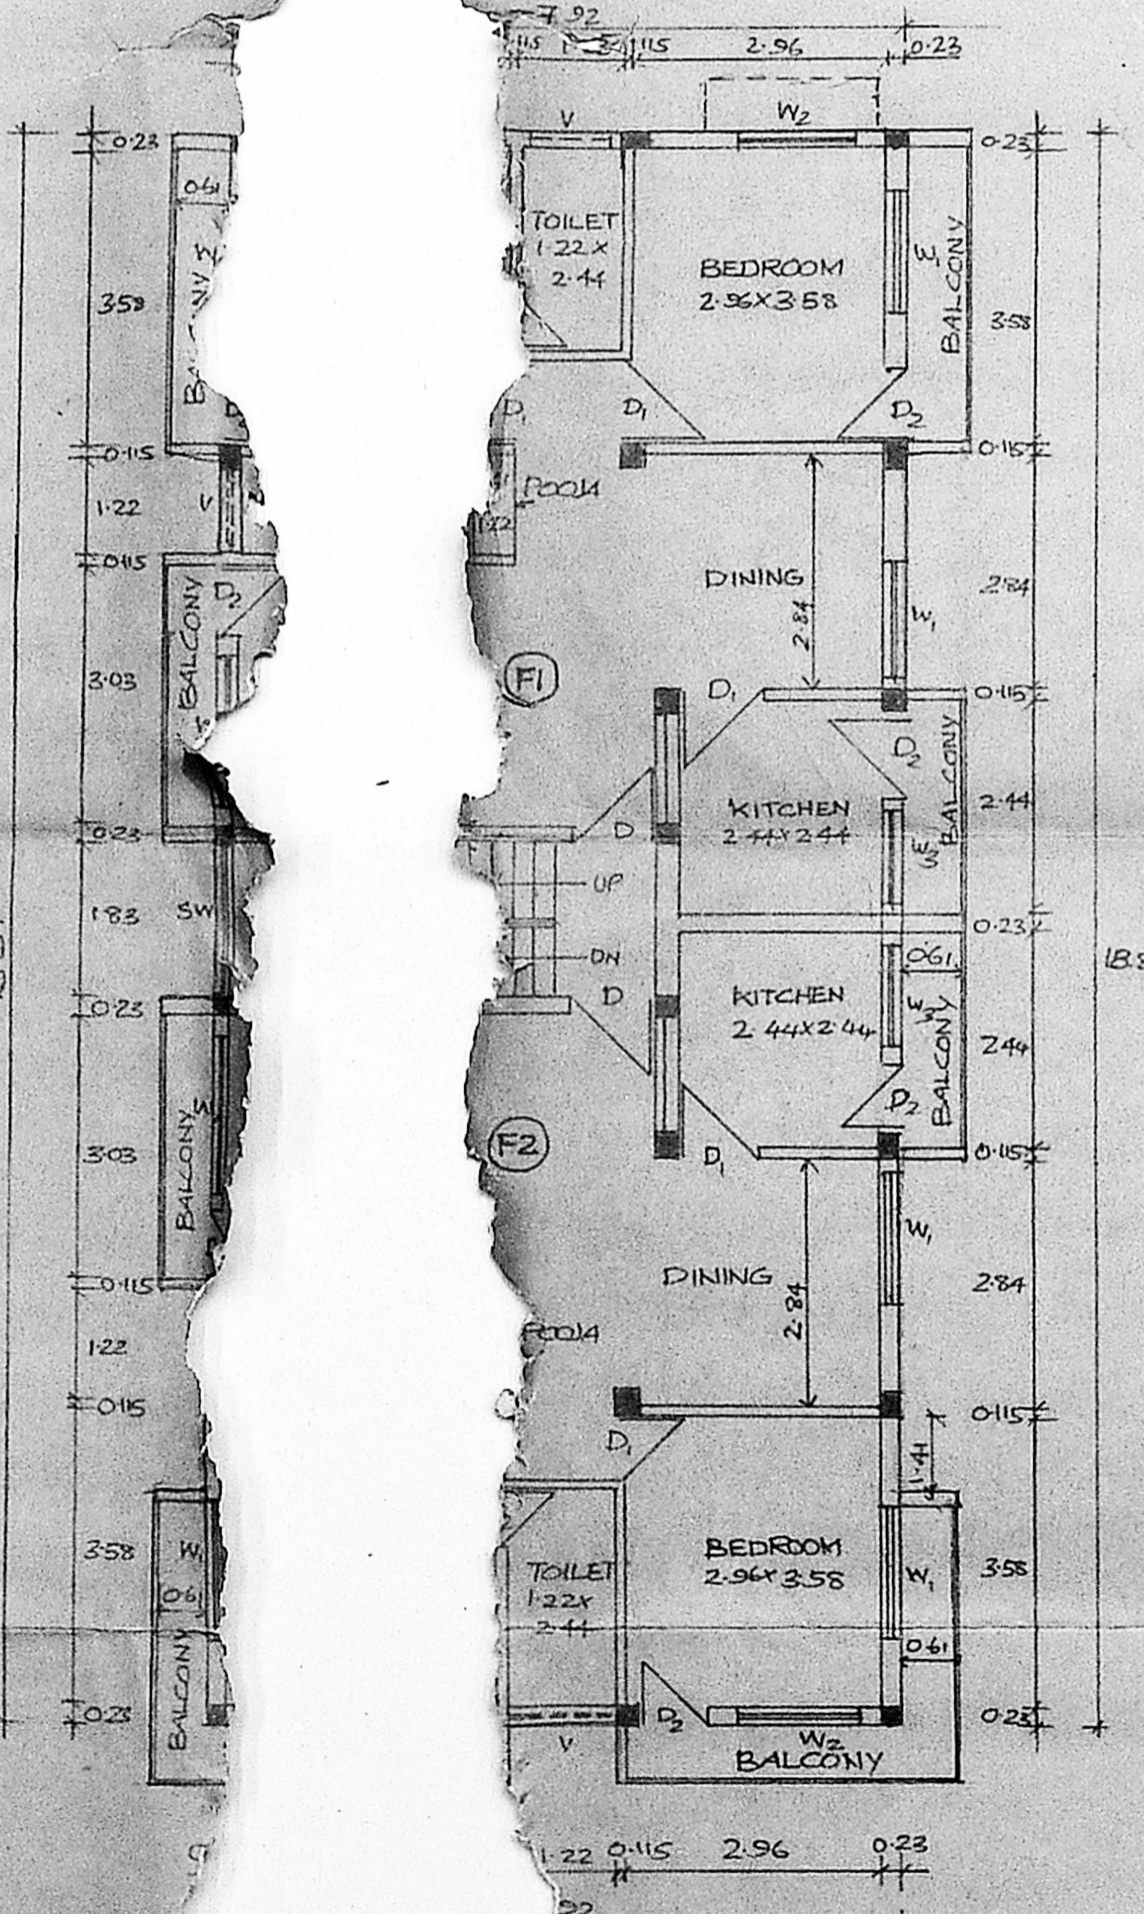 7.92
.115
.115
2.96
0.23
V
W2
0.23
0.23
0.61
TOILET
1.22X
2.44
BEDROOM
2.96X3.58
W1
BALCONY
3.58
3.58
D1
D1
D2
0.115
0.115
1.22
V
POOJA
1.22
0.115
DINING
2.84
2.84
W1
BALCONY
D2
3.03
F1
D1
0.115
D2
BALCONY
KITCHEN
2.44X2.44
2.44
W3
0.23
D
UP
1.83
SW
0.23
DN
0.61
0.23
D
KITCHEN
2.44X2.44
W3
BALCONY
2.44
D2
BALCONY
3.03
F2
D1
0.115
W1
0.115
DINING
2.84
2.84
1.22
POOJA
0.115
0.115
D1
1.41
3.58
W1
0.61
BALCONY
TOILET
1.22X
2.44
BEDROOM
2.96X3.58
W1
3.58
0.61
0.23
V
D2
W2
BALCONY
0.23
1.22
0.115
2.96
0.23